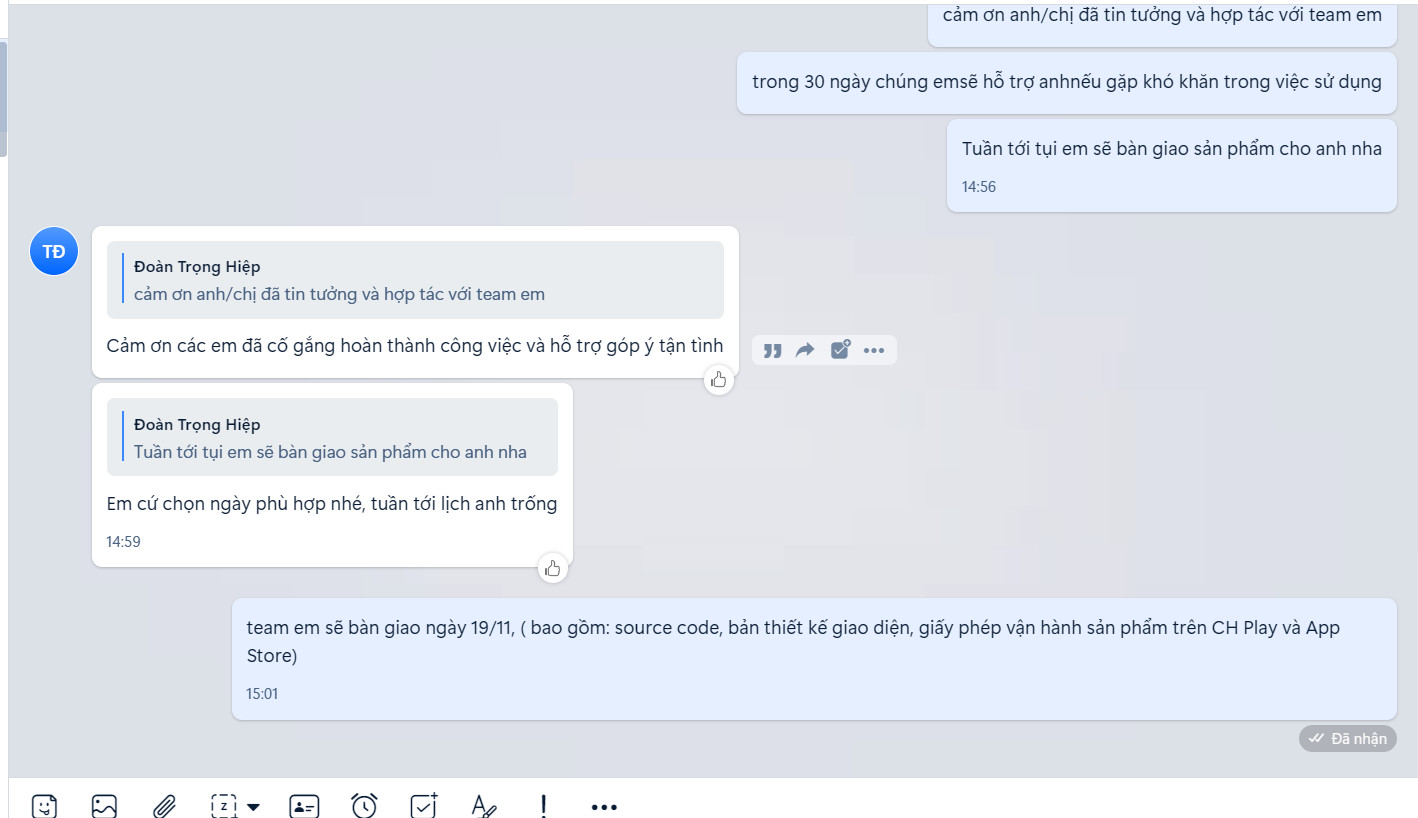 cảm ơn anh/chị đã tin tưởng và hợp tác với team em
trong 30 ngày chúng emsẽ hỗ trợ anhnếu gặp khó khăn trong việc sử dụng
Tuần tới tụi em sẽ bàn giao sản phẩm cho anh nha
14:56
TĐ
Đoàn Trọng Hiệp
cảm ơn anh/chị đã tin tưởng và hợp tác với team em
Cảm ơn các em đã cố gắng hoàn thành công việc và hỗ trợ góp ý tận tình
Đoàn Trọng Hiệp
Tuần tới tụi em sẽ bàn giao sản phẩm cho anh nha
Em cứ chọn ngày phù hợp nhé, tuần tới lịch anh trống
14:59
team em sẽ bàn giao ngày 19/11, ( bao gồm: source code, bản thiết kế giao diện, giấy phép vận hành sản phẩm trên CH Play và App
Store)
15:01
Đã nhận